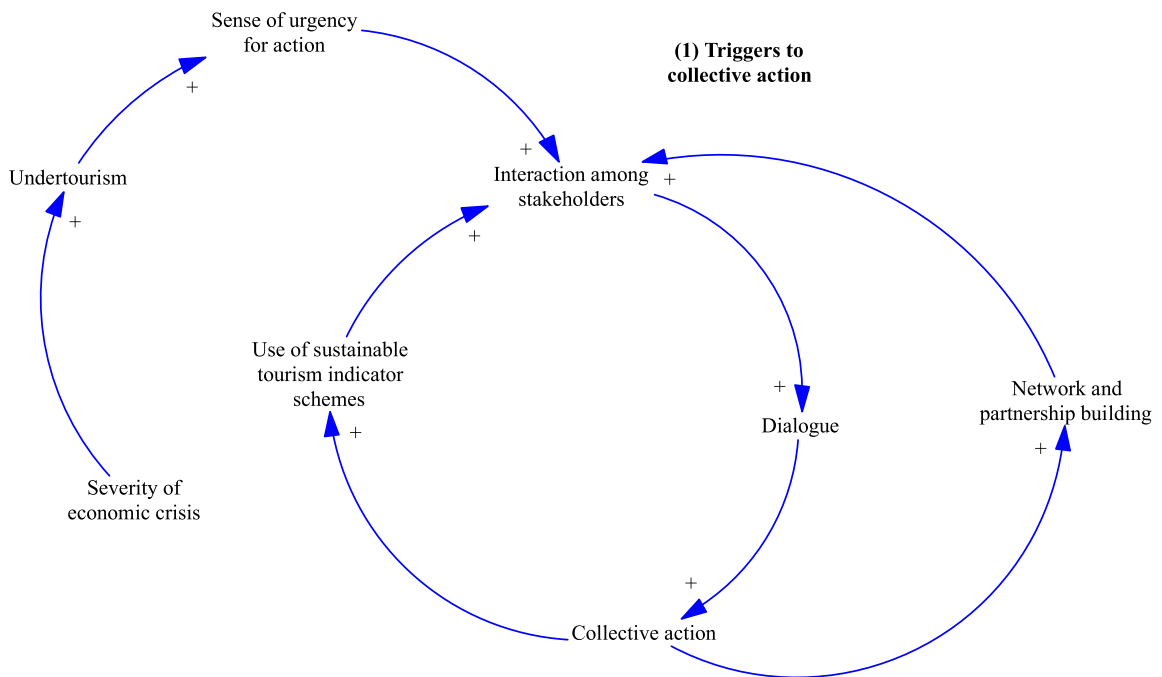 Sense of urgency
for action
(1) Triggers to
collective action
+
+
Undertourism
Interaction among
stakeholders
+
+
+
Use of sustainable
tourism indicator
schemes
+
Network and
partnership building
Dialogue
+
+
Severity of
economic crisis
+
Collective action